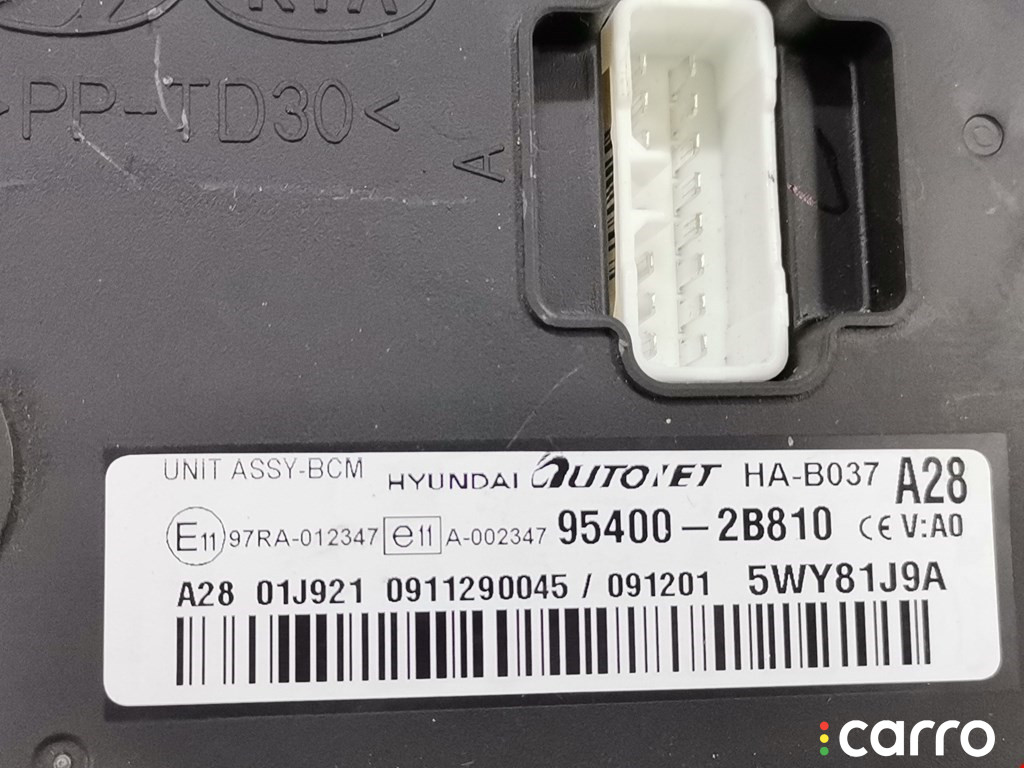 KIA
>PP-TD30<
A
UNIT ASSY-BCM HYUNDAI AUTONET HA-B037 A28
E11 97RA-012347 e11 A-002347 95400-2B810 CE V:A0
A28 01J921 0911290045 / 091201 5WY81J9A
carro